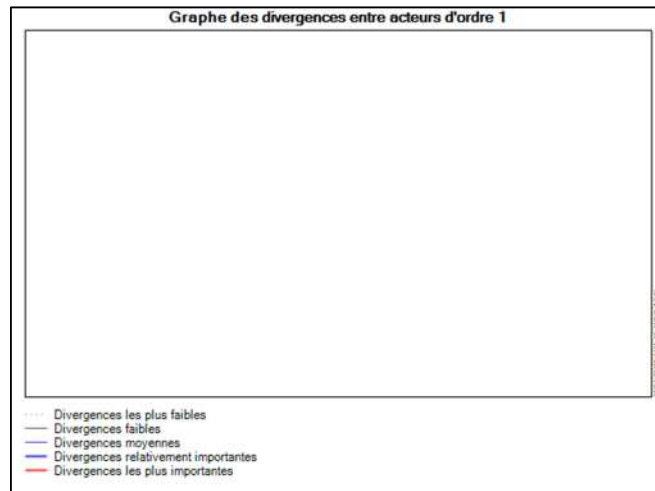 Graphe des divergences entre acteurs d'ordre 1
Divergences les plus faibles
Divergences faibles
Divergences moyennes
Divergences relativement importantes
Divergences les plus importantes